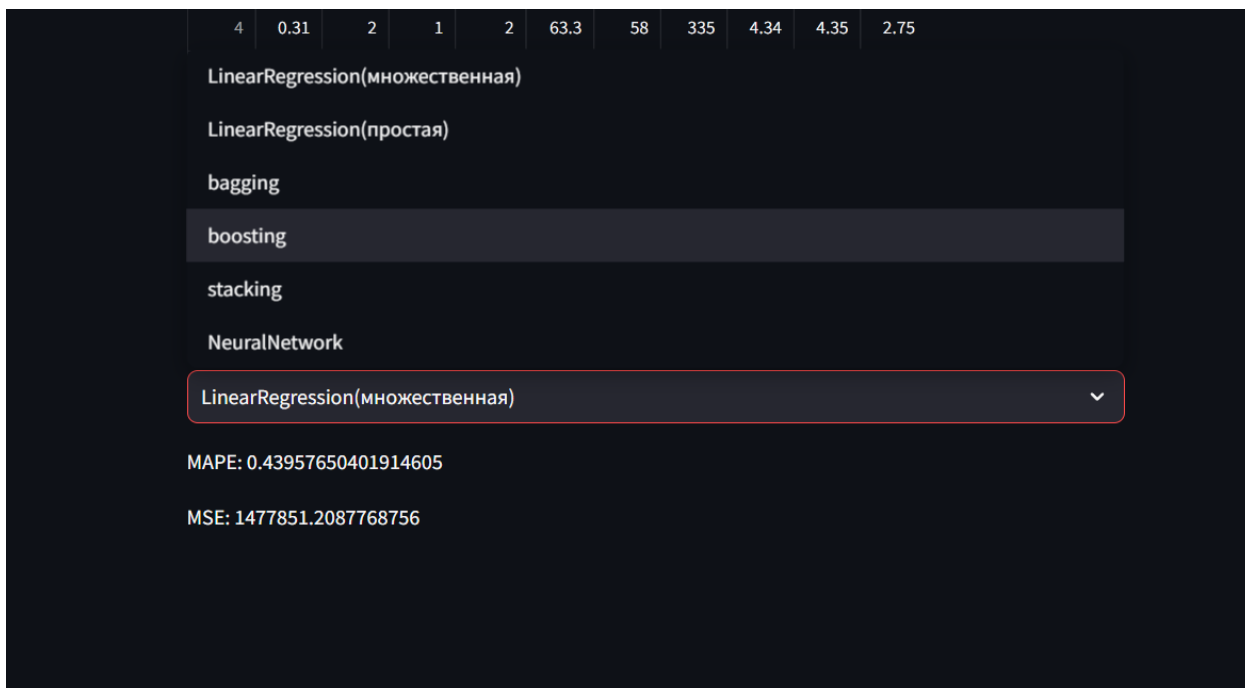 4 0.31 2 1 2 63.3 58 335 4.34 4.35 2.75
LinearRegression(множественная)
LinearRegression(простая)
bagging
boosting
stacking
NeuralNetwork
LinearRegression(множественная)
MAPE: 0.43957650401914605
MSE: 1477851.2087768756